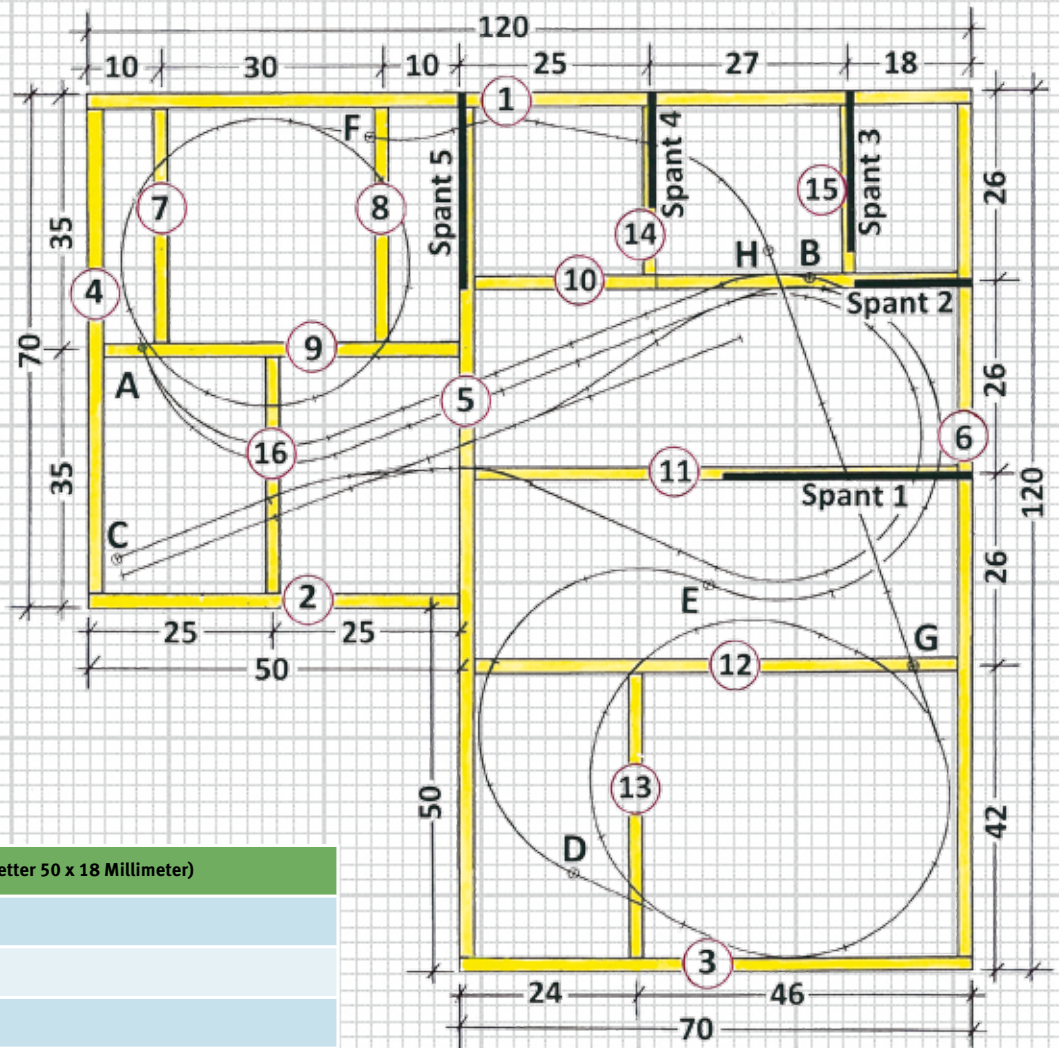 120
10 30 10 25 27 18
1
F
Spant 5
Spant 4
15
Spant 3
26
35
7
8
14
4
10
H
B
Spant 2
70
9
A
5
26
6
16
35
11
Spant 1
120
C
2
E
26
25 25
50
12
G
50
13
42
D
etter 50 x 18 Millimeter)
3
24 46
70